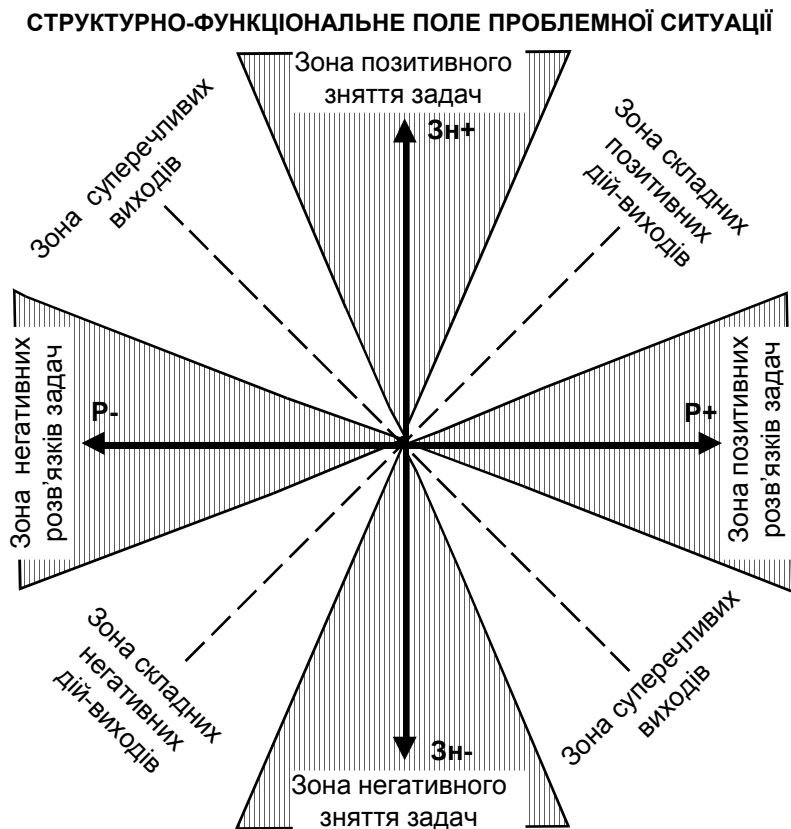 СТРУКТУРНО-ФУНКЦІОНАЛЬНЕ ПОЛЕ ПРОБЛЕМНОЇ СИТУАЦІЇ
Зона позитивного
зняття задач
Зн+
Зона суперечливих
виходів
Зона складних
позитивних
дій-виходів
Зона негативних
розв’язків задач
Р-
Р+
Зона позитивних
розв’язків задач
Зона складних
негативних
дій-виходів
Зона суперечливих
виходів
Зн-
Зона негативного
зняття задач